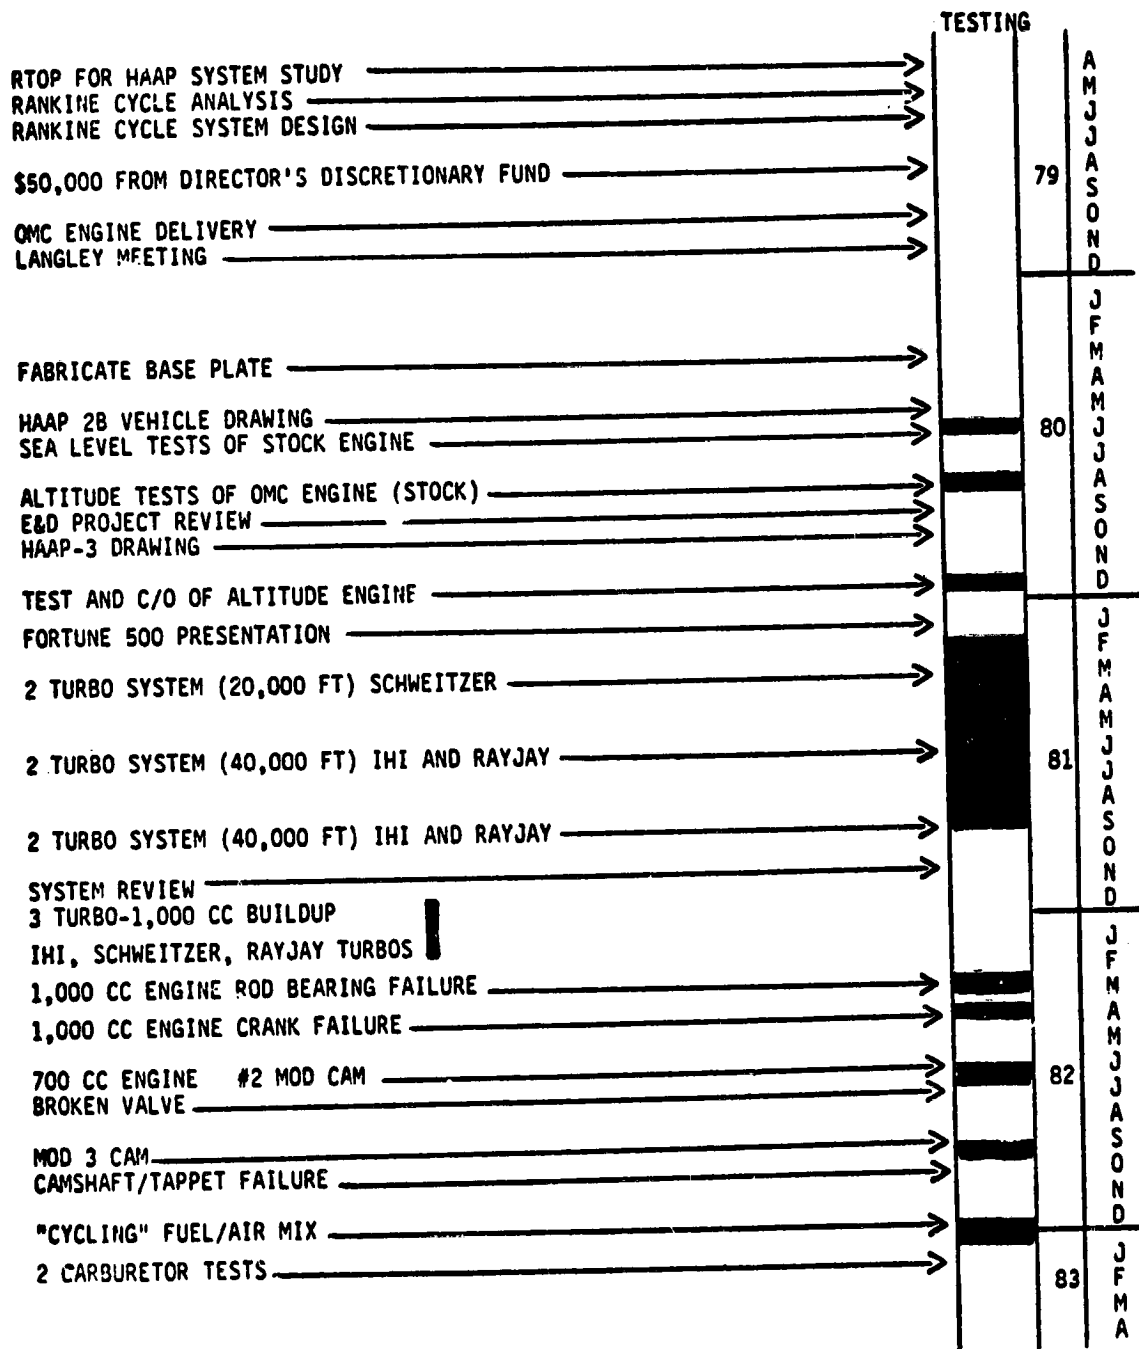 TESTING
RTOP FOR HAAP SYSTEM STUDY
RANKINE CYCLE ANALYSIS
RANKINE CYCLE SYSTEM DESIGN
$50,000 FROM DIRECTOR'S DISCRETIONARY FUND
OMC ENGINE DELIVERY
LANGLEY MEETING
FABRICATE BASE PLATE
HAAP 2B VEHICLE DRAWING
SEA LEVEL TESTS OF STOCK ENGINE
ALTITUDE TESTS OF OMC ENGINE (STOCK)
E&D PROJECT REVIEW
HAAP-3 DRAWING
TEST AND C/O OF ALTITUDE ENGINE
FORTUNE 500 PRESENTATION
2 TURBO SYSTEM (20,000 FT) SCHWEITZER
2 TURBO SYSTEM (40,000 FT) IHI AND RAYJAY
2 TURBO SYSTEM (40,000 FT) IHI AND RAYJAY
SYSTEM REVIEW
3 TURBO-1,000 CC BUILDUP
IHI, SCHWEITZER, RAYJAY TURBOS
1,000 CC ENGINE ROD BEARING FAILURE
1,000 CC ENGINE CRANK FAILURE
700 CC ENGINE #2 MOD CAM
BROKEN VALVE
MOD 3 CAM
CAMSHAFT/TAPPET FAILURE
"CYCLING" FUEL/AIR MIX
2 CARBURETOR TESTS
79
80
81
82
83
A
M
J
J
A
S
O
N
D
J
F
M
A
M
J
J
A
S
O
N
D
J
F
M
A
M
J
J
A
S
O
N
D
J
F
M
A
M
J
J
A
S
O
N
D
J
F
M
A